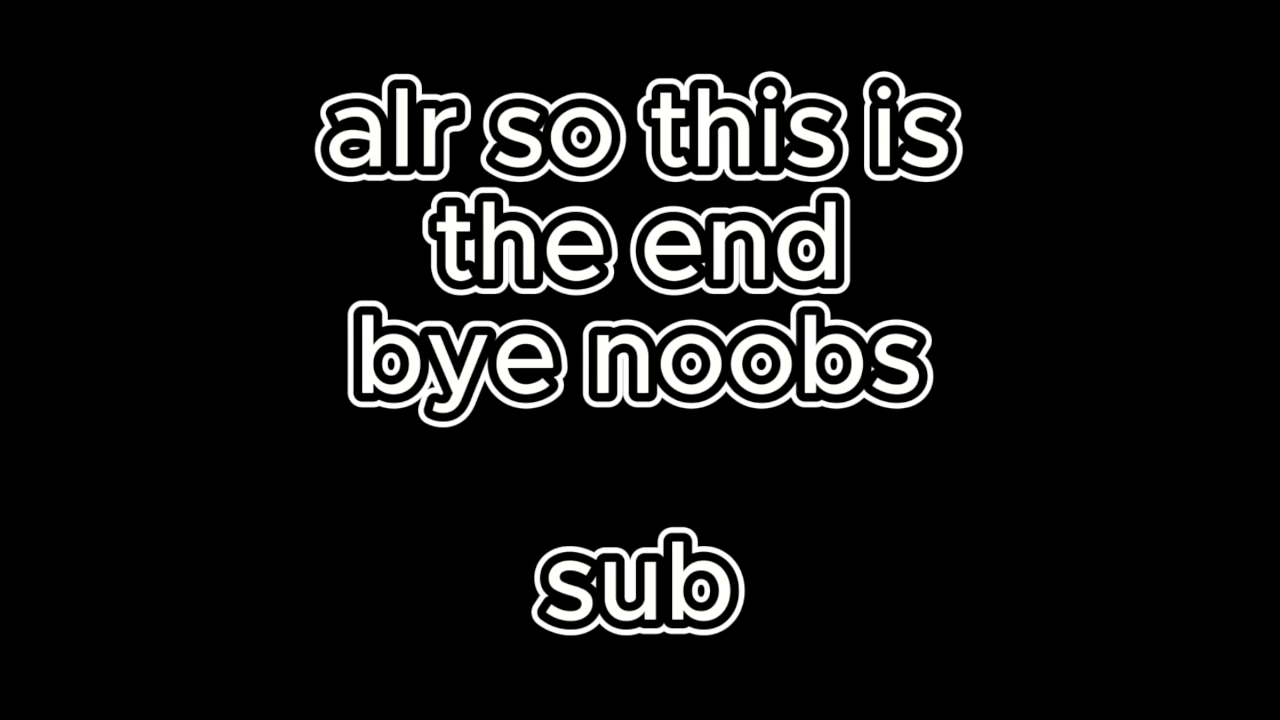 alr so this is
the end
bye noobs
sub